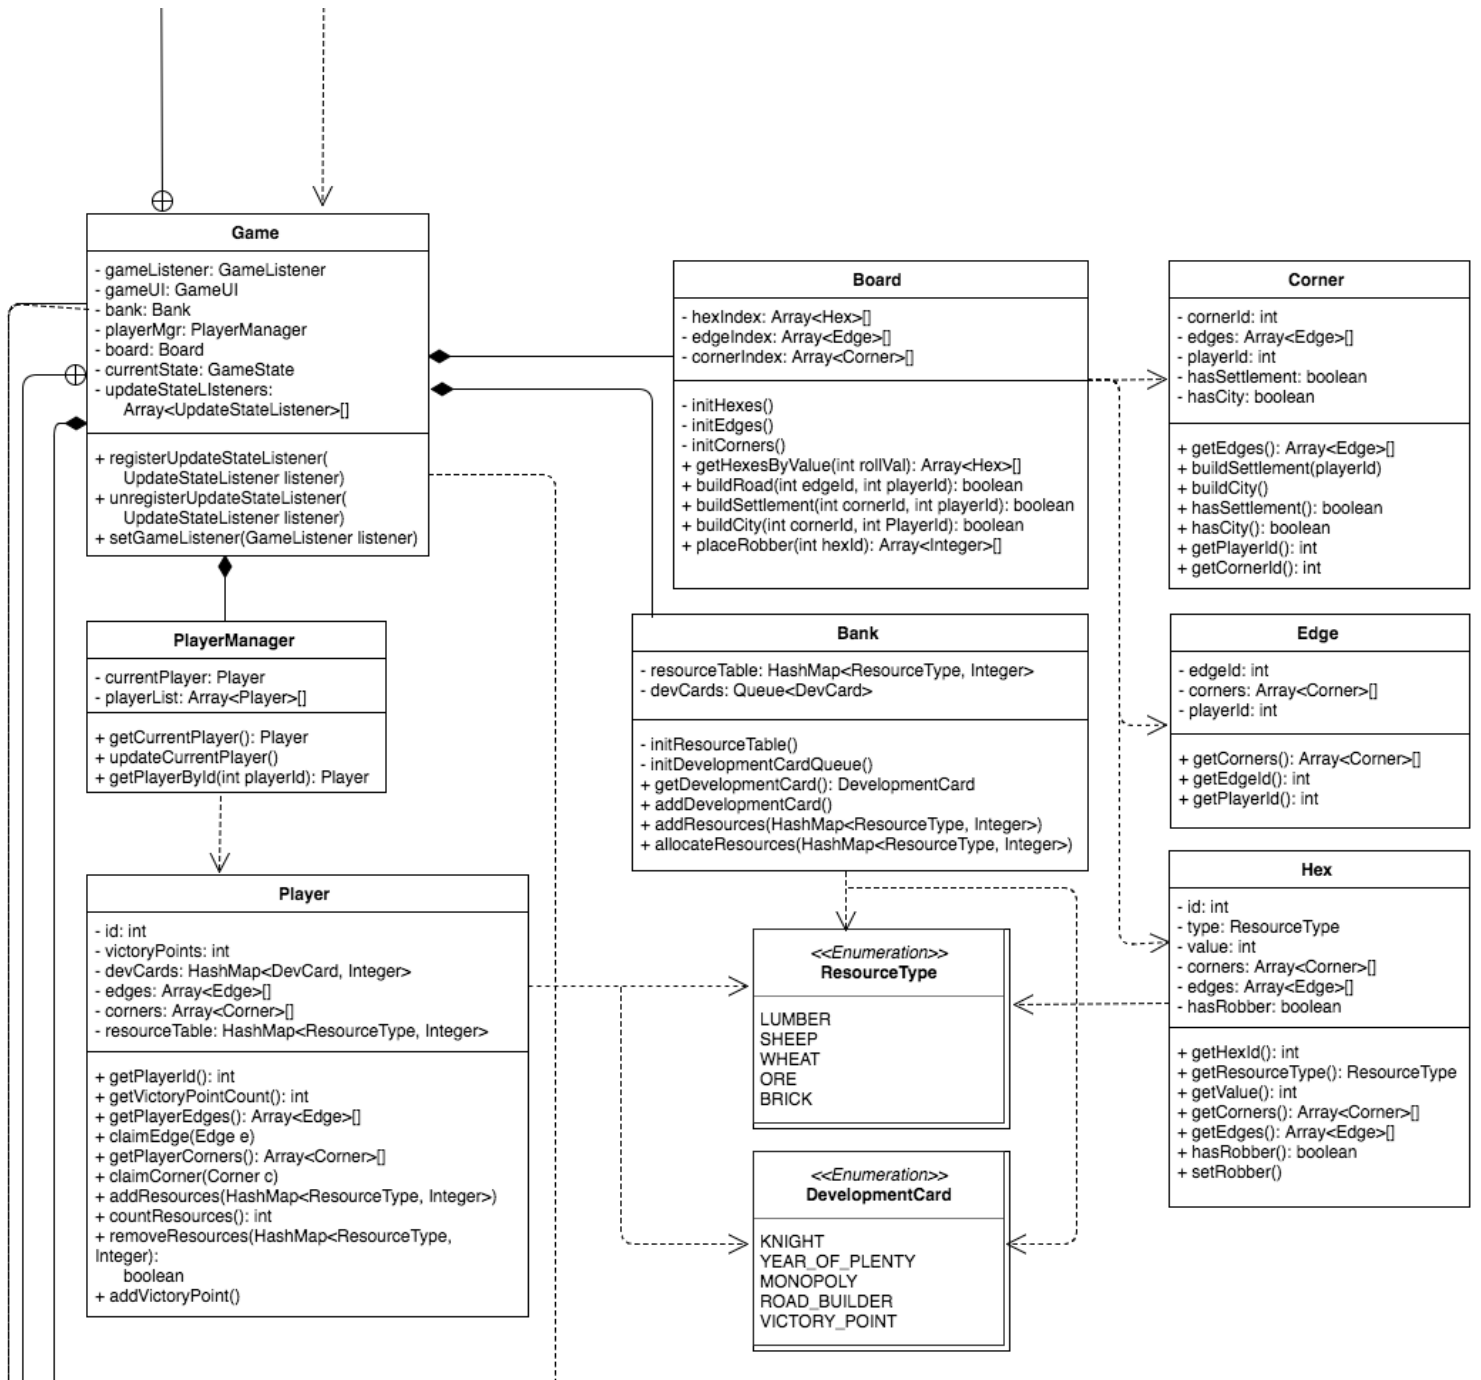 Game
- gameListener: GameListener
- gameUI: GameUI
- bank: Bank
- playerMgr: PlayerManager
- board: Board
- currentState: GameState
- updateStateLIsteners:
Array<UpdateStateListener>[]
+ registerUpdateStateListener(
UpdateStateListener listener)
+ unregisterUpdateStateListener(
UpdateStateListener listener)
+ setGameListener(GameListener listener)
Board
- hexIndex: Array<Hex>[]
- edgeIndex: Array<Edge>[]
- cornerIndex: Array<Corner>[]
- initHexes()
- initEdges()
- initCorners()
+ getHexesByValue(int rollVal): Array<Hex>[]
+ buildRoad(int edgeId, int playerId): boolean
+ buildSettlement(int cornerId, int playerId): boolean
+ buildCity(int cornerId, int PlayerId): boolean
+ placeRobber(int hexId): Array<Integer>[]
Corner
- cornerId: int
- edges: Array<Edge>[]
- playerId: int
- hasSettlement: boolean
- hasCity: boolean
+ getEdges(): Array<Edge>[]
+ buildSettlement(playerId)
+ buildCity()
+ hasSettlement(): boolean
+ hasCity(): boolean
+ getPlayerId(): int
+ getCornerId(): int
PlayerManager
- currentPlayer: Player
- playerList: Array<Player>[]
+ getCurrentPlayer(): Player
+ updateCurrentPlayer()
+ getPlayerById(int playerId): Player
Bank
- resourceTable: HashMap<ResourceType, Integer>
- devCards: Queue<DevCard>
- initResourceTable()
- initDevelopmentCardQueue()
+ getDevelopmentCard(): DevelopmentCard
+ addDevelopmentCard()
+ addResources(HashMap<ResourceType, Integer>)
+ allocateResources(HashMap<ResourceType, Integer>)
Edge
- edgeId: int
- corners: Array<Corner>[]
- playerId: int
+ getCorners(): Array<Corner>[]
+ getEdgeId(): int
+ getPlayerId(): int
Player
- id: int
- victoryPoints: int
- devCards: HashMap<DevCard, Integer>
- edges: Array<Edge>[]
- corners: Array<Corner>[]
- resourceTable: HashMap<ResourceType, Integer>
+ getPlayerId(): int
+ getVictoryPointCount(): int
+ getPlayerEdges(): Array<Edge>[]
+ claimEdge(Edge e)
+ getPlayerCorners(): Array<Corner>[]
+ claimCorner(Corner c)
+ addResources(HashMap<ResourceType, Integer>)
+ countResources(): int
+ removeResources(HashMap<ResourceType,
Integer):
boolean
+ addVictoryPoint()
<<Enumeration>>
ResourceType
LUMBER
SHEEP
WHEAT
ORE
BRICK
<<Enumeration>>
DevelopmentCard
KNIGHT
YEAR_OF_PLENTY
MONOPOLY
ROAD_BUILDER
VICTORY_POINT
Hex
- id: int
- type: ResourceType
- value: int
- corners: Array<Corner>[]
- edges: Array<Edge>[]
- hasRobber: boolean
+ getHexId(): int
+ getResourceType(): ResourceType
+ getValue(): int
+ getCorners(): Array<Corner>[]
+ getEdges(): Array<Edge>[]
+ hasRobber(): boolean
+ setRobber()